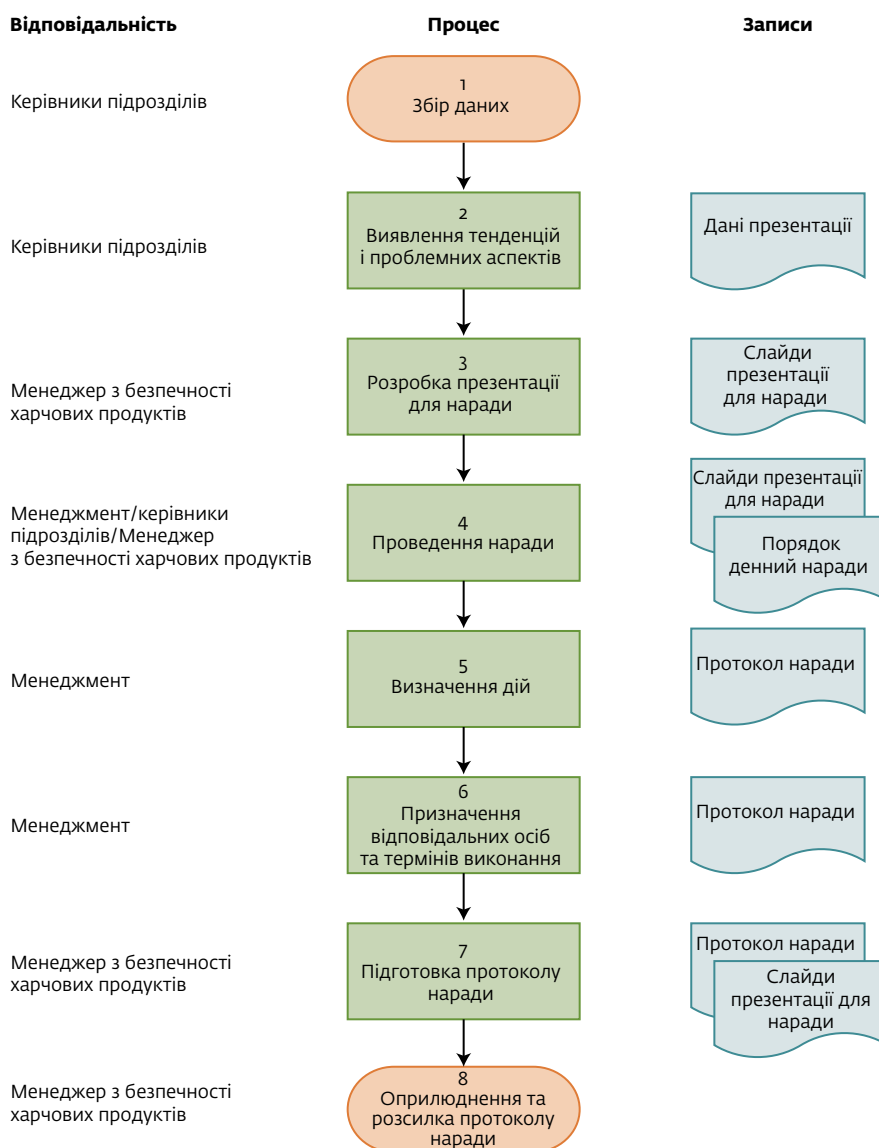 Відповідальність
Процес
Записи
Керівники підрозділів
1
Збір даних
Керівники підрозділів
2
Виявлення тенденцій
і проблемних аспектів
Дані презентації
Менеджер з безпечності
харчових продуктів
3
Розробка презентації
для наради
Слайди
презентації
для наради
Менеджмент/керівники
підрозділів/Менеджер
з безпечності харчових продуктів
4
Проведення наради
Слайди презентації
для наради
Порядок
денний наради
Менеджмент
5
Визначення дій
Протокол наради
Менеджмент
6
Призначення
відповідальних осіб
та термінів виконання
Протокол наради
Менеджер з безпечності
харчових продуктів
7
Підготовка протоколу
наради
Протокол наради
Слайди
презентації для
наради
Менеджер з безпечності
харчових продуктів
8
Оприлюднення та
розсилка протоколу
наради